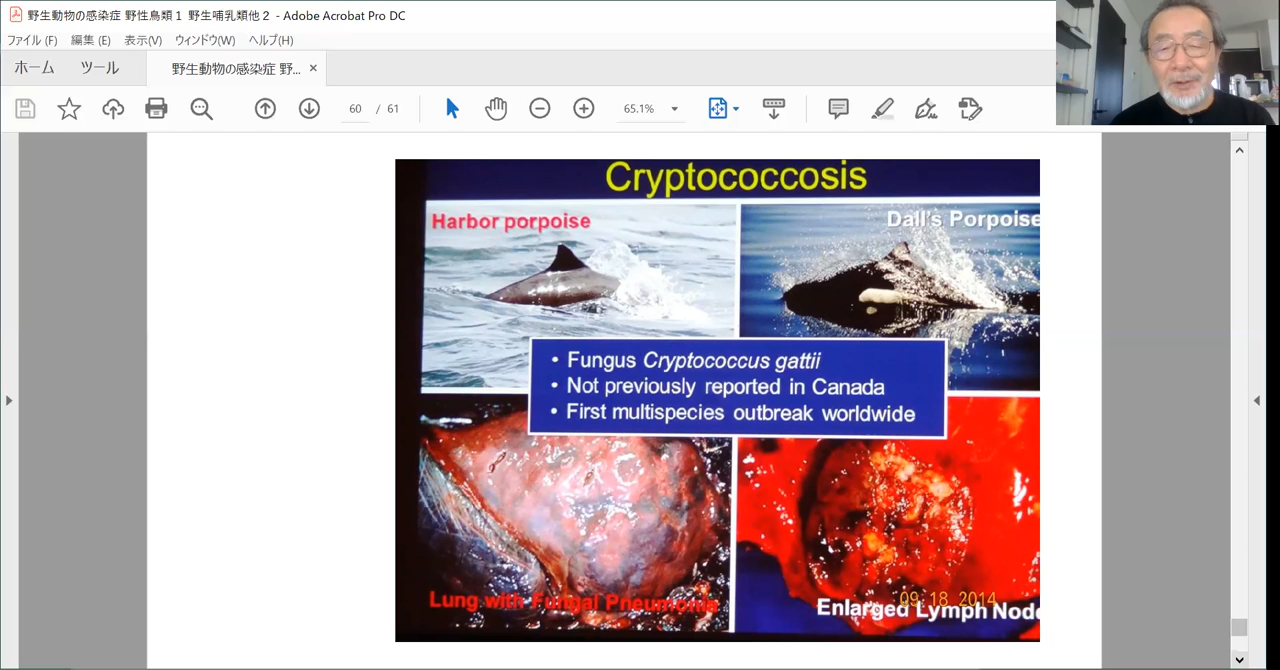 野生動物の感染症 野性鳥類１ 野生哺乳類他２ - Adobe Acrobat Pro DC
ファイル(F) 編集(E) 表示(V) ウィンドウ(W) ヘルプ(H)
ホーム ツール 野生動物の感染症 野... ×
60 / 61 65.1%
Cryptococcosis
Harbor porpoise
Dall's Porpoise
• Fungus Cryptococcus gattii
• Not previously reported in Canada
• First multispecies outbreak worldwide
Lung with Fungal Pneumonia
09 18 2014
Enlarged Lymph Node